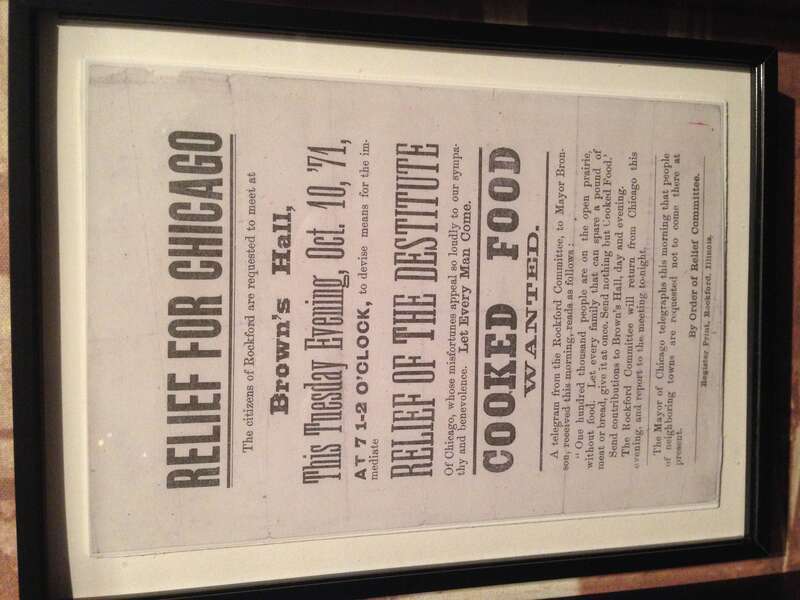 RELIEF FOR CHICAGO
The citizens of Rockford are requested to meet at
Brown's Hall,
This Tuesday Evening, Oct. 10, '71,
AT 7 1-2 O'CLOCK, to devise means for the im-
mediate
RELIEF OF THE DESTITUTE
Of Chicago, whose misfortunes appeal so loudly to our sympa-
thy and benevolence. Let Every Man Come.
COOKED FOOD
WANTED.
A telegram from the Rockford Committee, to Mayor Bron-
son, received this morning, reads as follows:
"One hundred thousand people are on the open prairie,
without food. Let every family that can spare a pound of
meat or bread, give it at once. Send nothing but Cooked Food.'
Send contributions to Brown's Hall, day and evening.
The Rockford Committee will return from Chicago this
evening, and report to the meeting to-night.
The Mayor of Chicago telegraphs this morning that people
of neighboring towns are requested not to come there at
present.
By Order of Relief Committee.
Register Print, Rockford, Illinois.